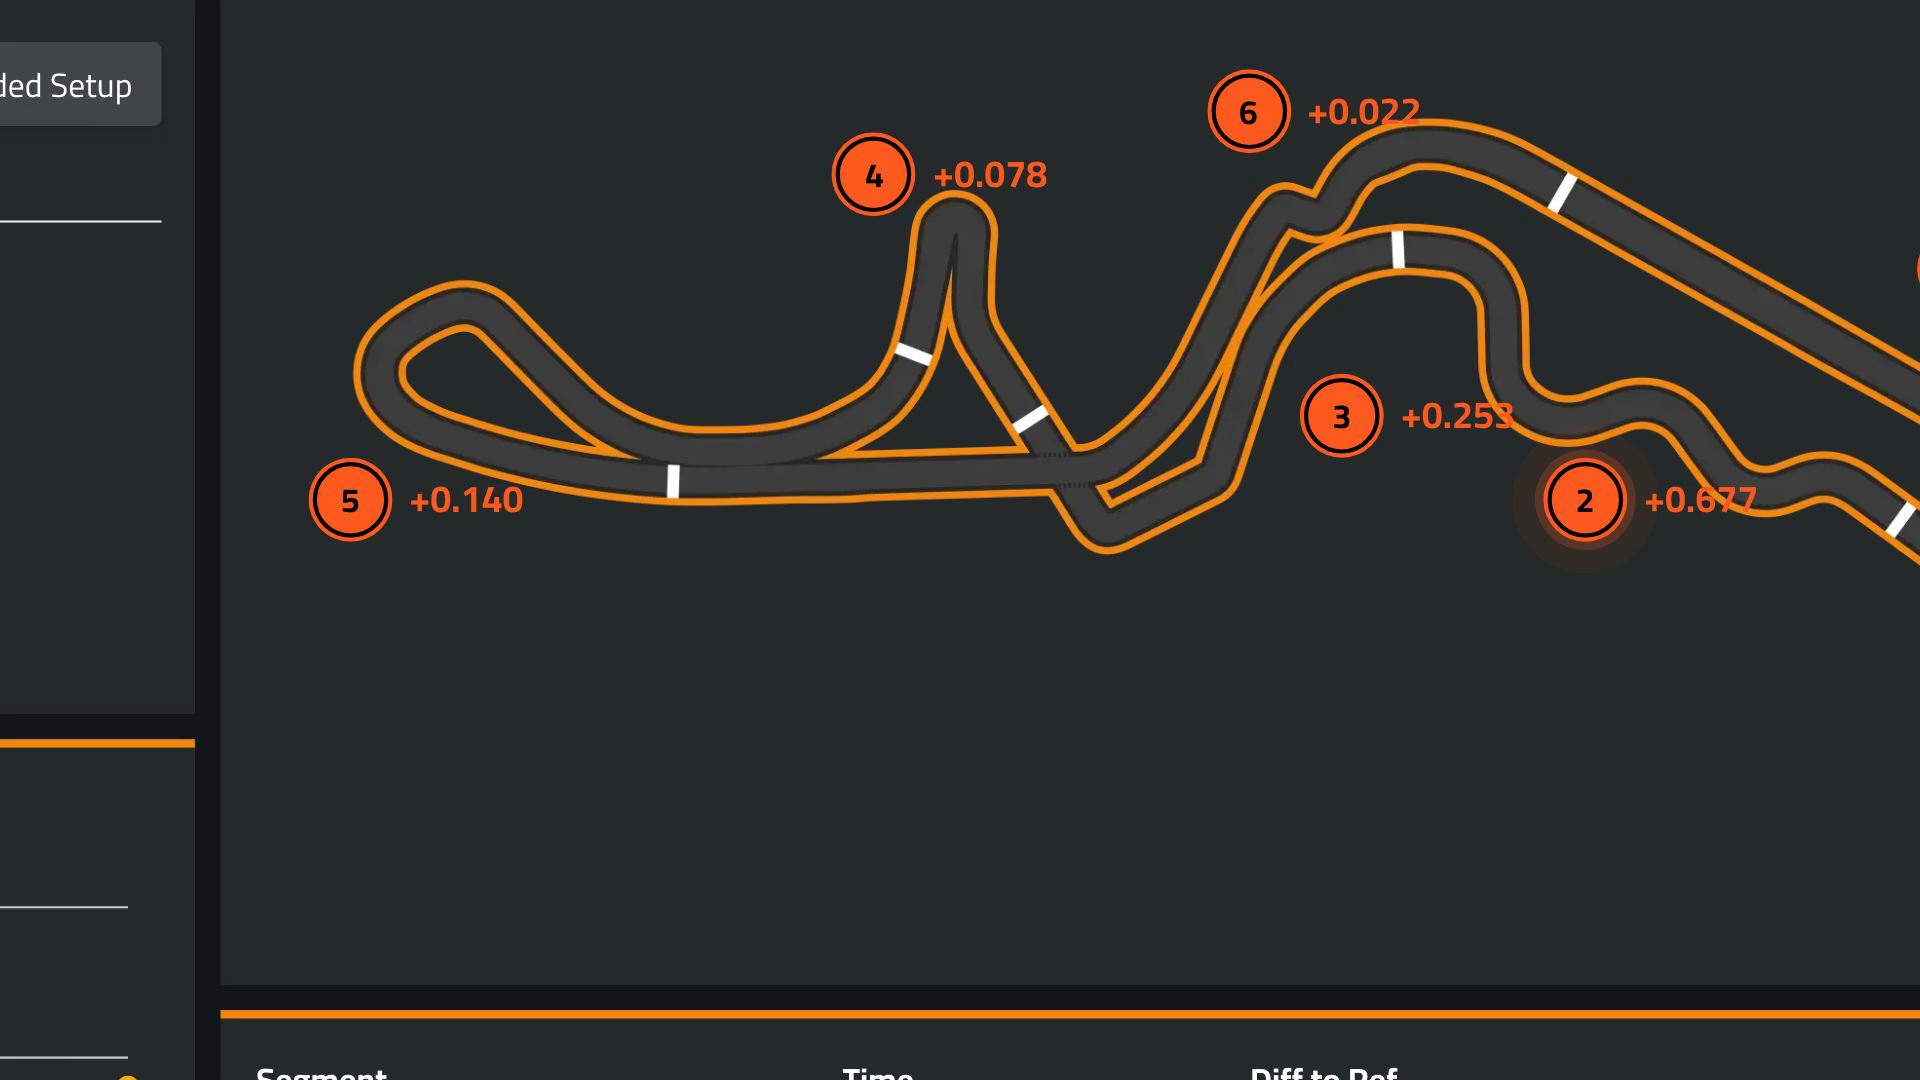 ded Setup
6 +0.022
4 +0.078
3 +0.253
5 +0.140
2 +0.677
Segment Time Diff to Ref